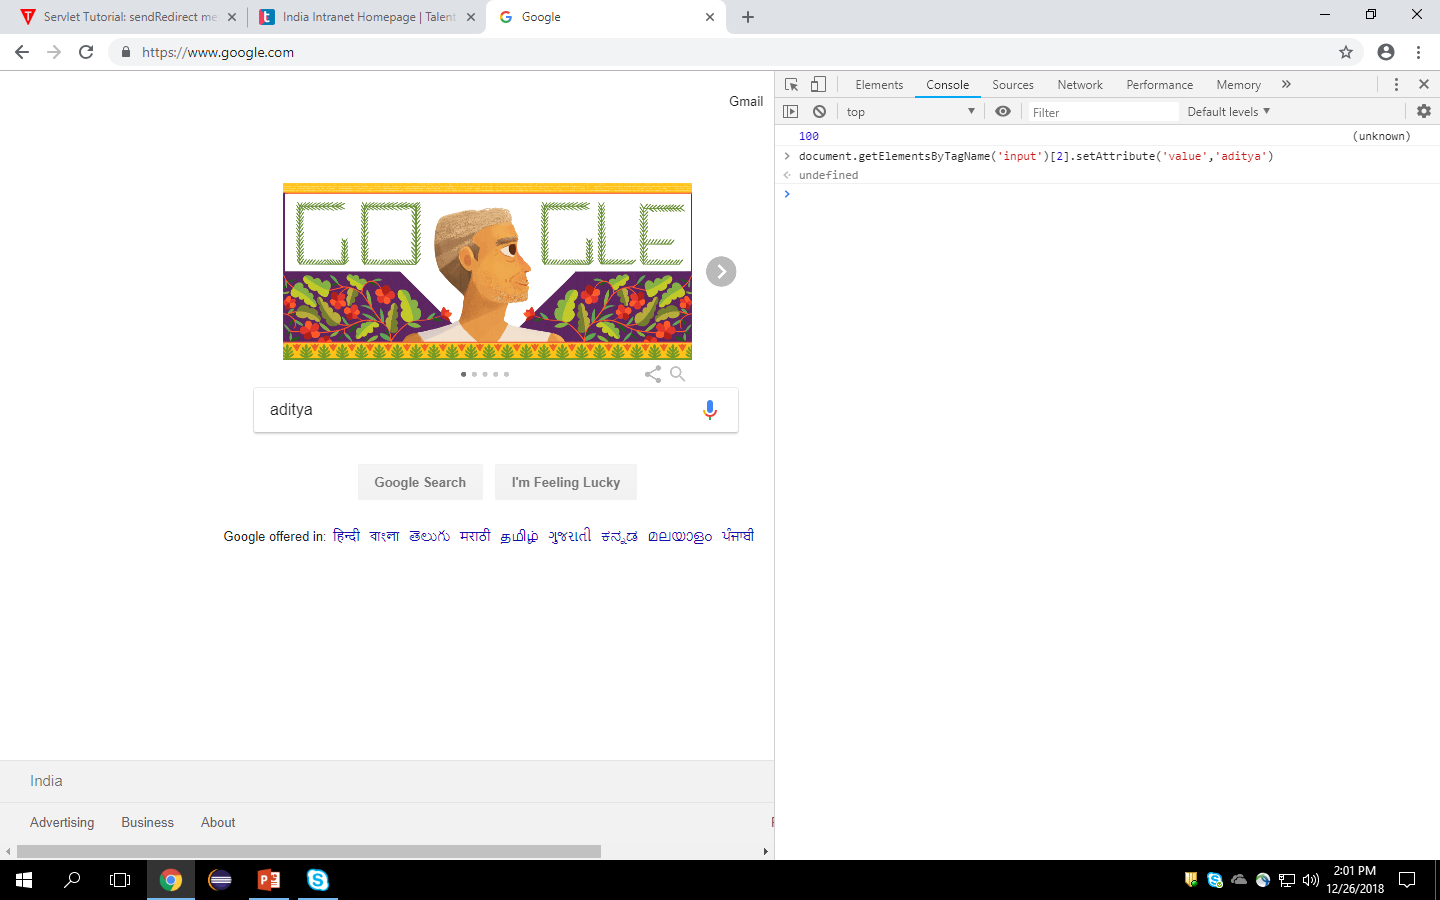 Servlet Tutorial: sendRedirect me
India Intranet Homepage | Talent
Google
https://www.google.com
Gmail
GOOGLE
aditya
Google Search
I'm Feeling Lucky
Google offered in: हिन्दी বাংলা తెలుగు मराठी தமிழ் ગુજરાતી ಕನ್ನಡ മലയാളം ਪੰਜਾਬੀ
India
Advertising Business About
Elements Console Sources Network Performance Memory »
top Filter Default levels
100 (unknown)
document.getElementsByTagName('input')[2].setAttribute('value','aditya')
undefined
2:01 PM
12/26/2018